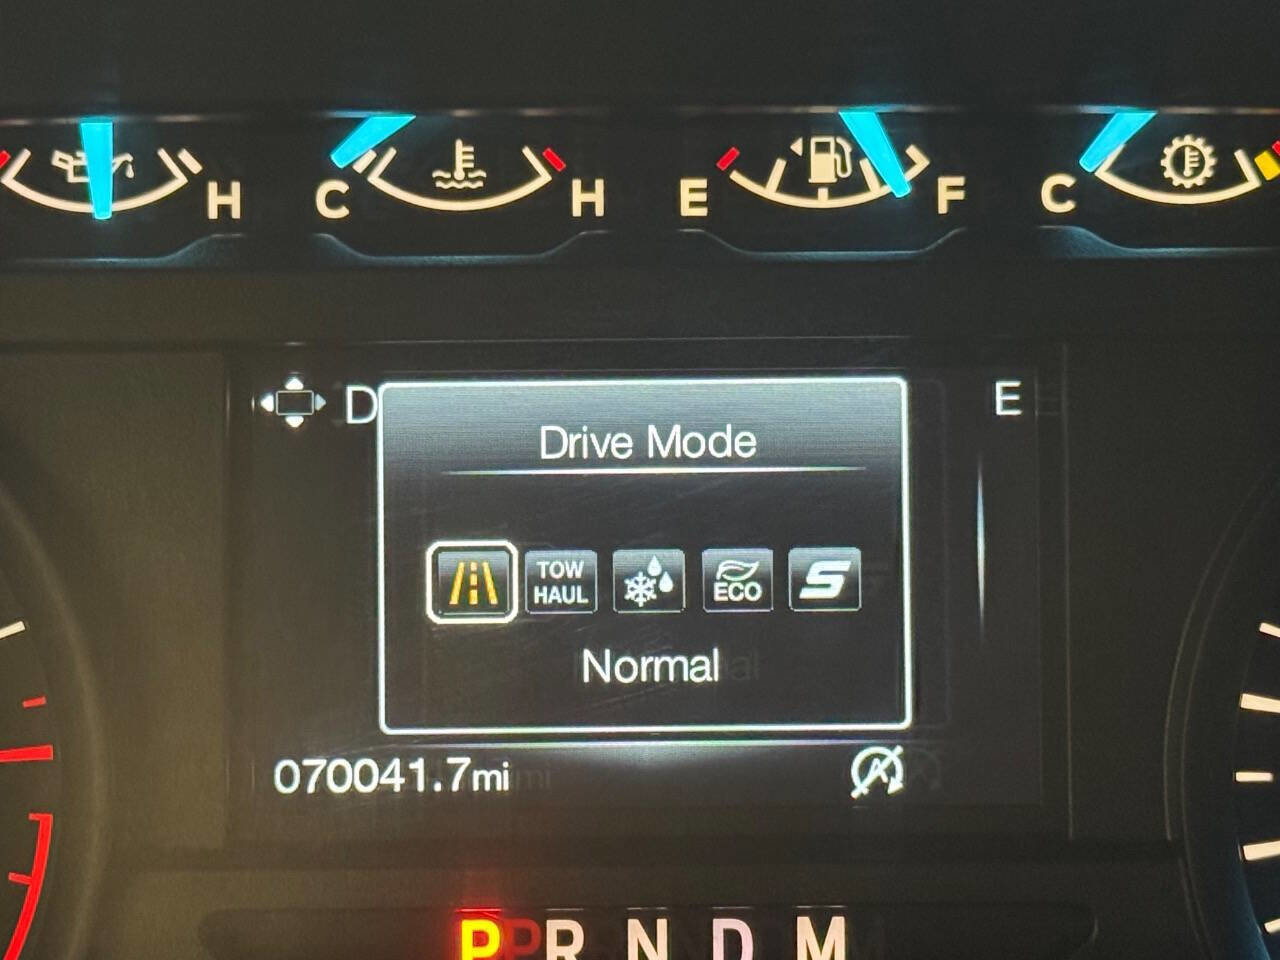 H C H E F C
D E
Drive Mode
TOW HAUL ECO S
Normal
070041.7mi A
P R N D M